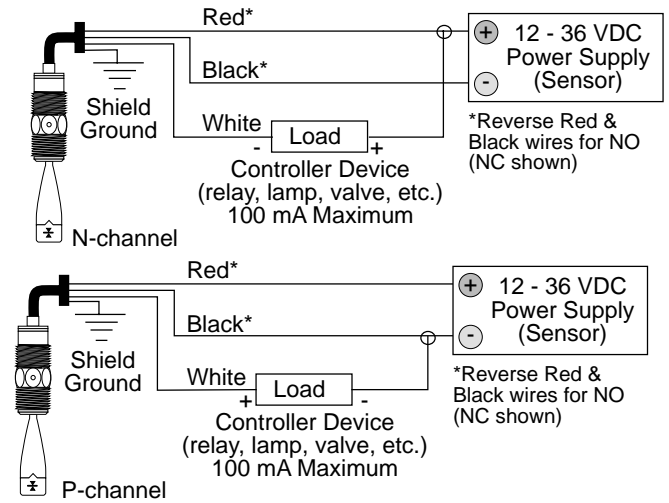 Red*
+ 12 - 36 VDC
Power Supply
(Sensor)
Black*
-
Shield
Ground
White
- Load +
*Reverse Red &
Black wires for NO
(NC shown)
Controller Device
(relay, lamp, valve, etc.)
100 mA Maximum
N-channel
Red*
+ 12 - 36 VDC
Power Supply
(Sensor)
Black*
-
Shield
Ground
White
+ Load -
*Reverse Red &
Black wires for NO
(NC shown)
Controller Device
(relay, lamp, valve, etc.)
100 mA Maximum
P-channel